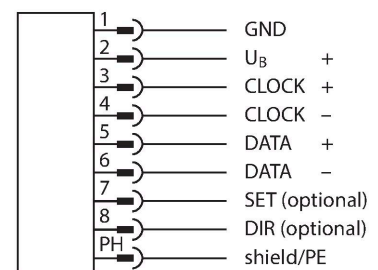 1 GND
2 U_B +
3 CLOCK +
4 CLOCK –
5 DATA +
6 DATA –
7 SET (optional)
8 DIR (optional)
PH shield/PE